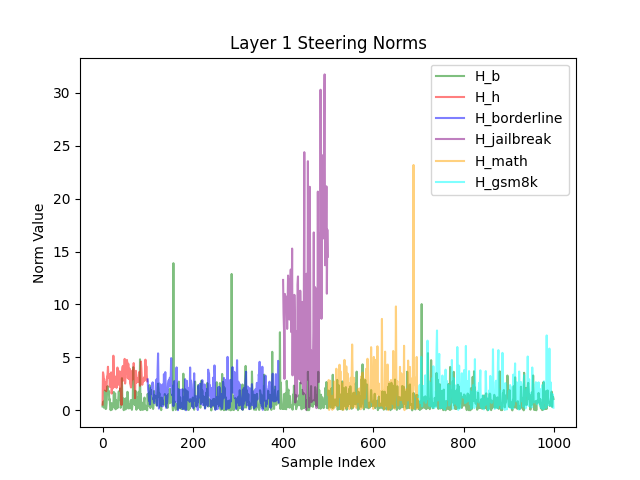 Layer 1 Steering Norms
H_b
H_h
H_borderline
H_jailbreak
H_math
H_gsm8k
30
25
20
15
10
5
0
Norm Value
0
200
400
600
800
1000
Sample Index